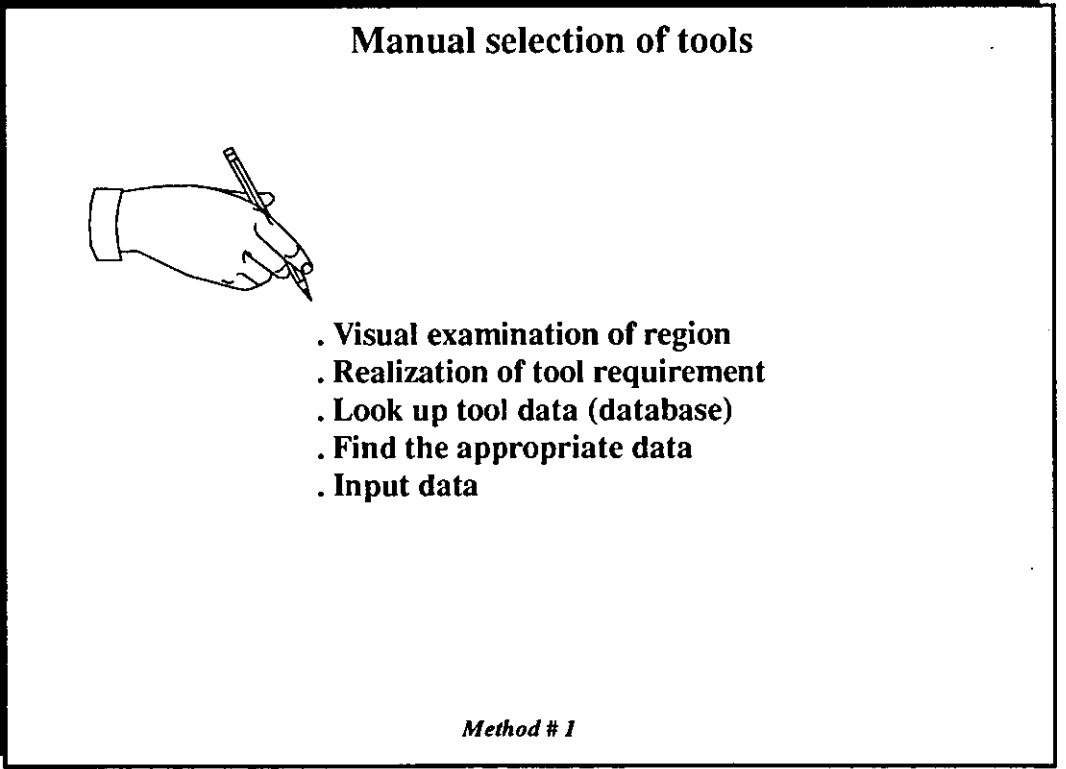 Manual selection of tools
. Visual examination of region
. Realization of tool requirement
. Look up tool data (database)
. Find the appropriate data
. Input data
Method # 1